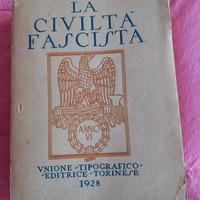 LA
CIVILTÀ
FASCISTA
ANNO
VI
VNIONE-TIPOGRAFICO-
-EDITRICE-TORINESE-
1928